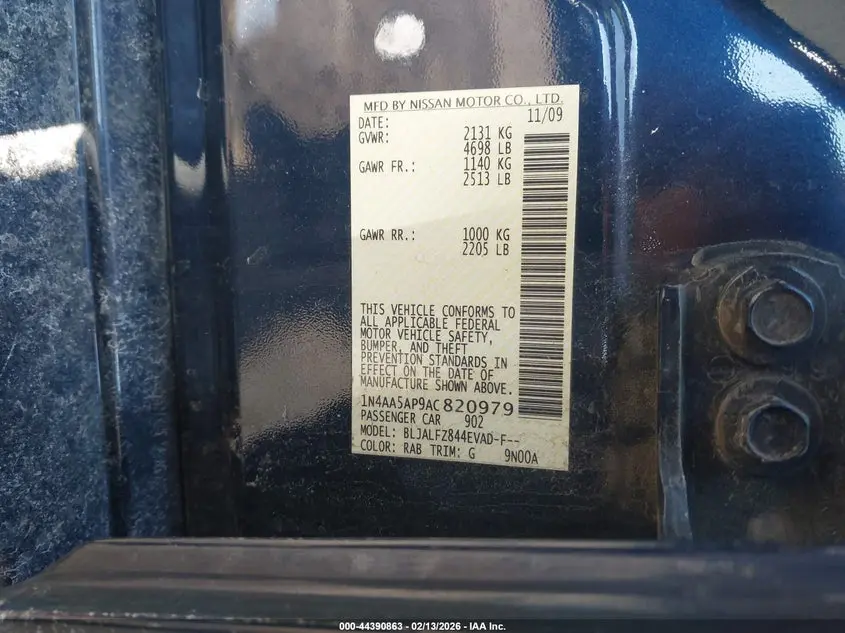 MFD BY NISSAN MOTOR CO., LTD.
DATE: 11/09
GVWR: 2131 KG
4698 LB
GAWR FR.: 1140 KG
2513 LB
GAWR RR.: 1000 KG
2205 LB
THIS VEHICLE CONFORMS TO
ALL APPLICABLE FEDERAL
MOTOR VEHICLE SAFETY,
BUMPER, AND THEFT
PREVENTION STANDARDS IN
EFFECT ON THE DATE OF
MANUFACTURE SHOWN ABOVE.
1N4AA5AP9AC820979
PASSENGER CAR 902
MODEL: BLJALFZ844EVAD-F--
COLOR: RAB TRIM: G 9N00A
000-44390863 - 02/13/2026 - IAA Inc.